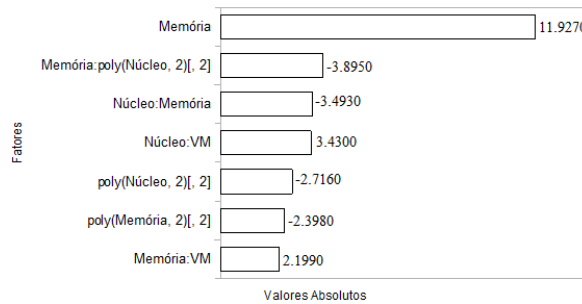 Memória 11.9270
Memória:poly(Núcleo, 2)[, 2] -3.8950
Núcleo:Memória -3.4930
Núcleo:VM 3.4300
poly(Núcleo, 2)[, 2] -2.7160
poly(Memória, 2)[, 2] -2.3980
Memória:VM 2.1990
Fatores
Valores Absolutos